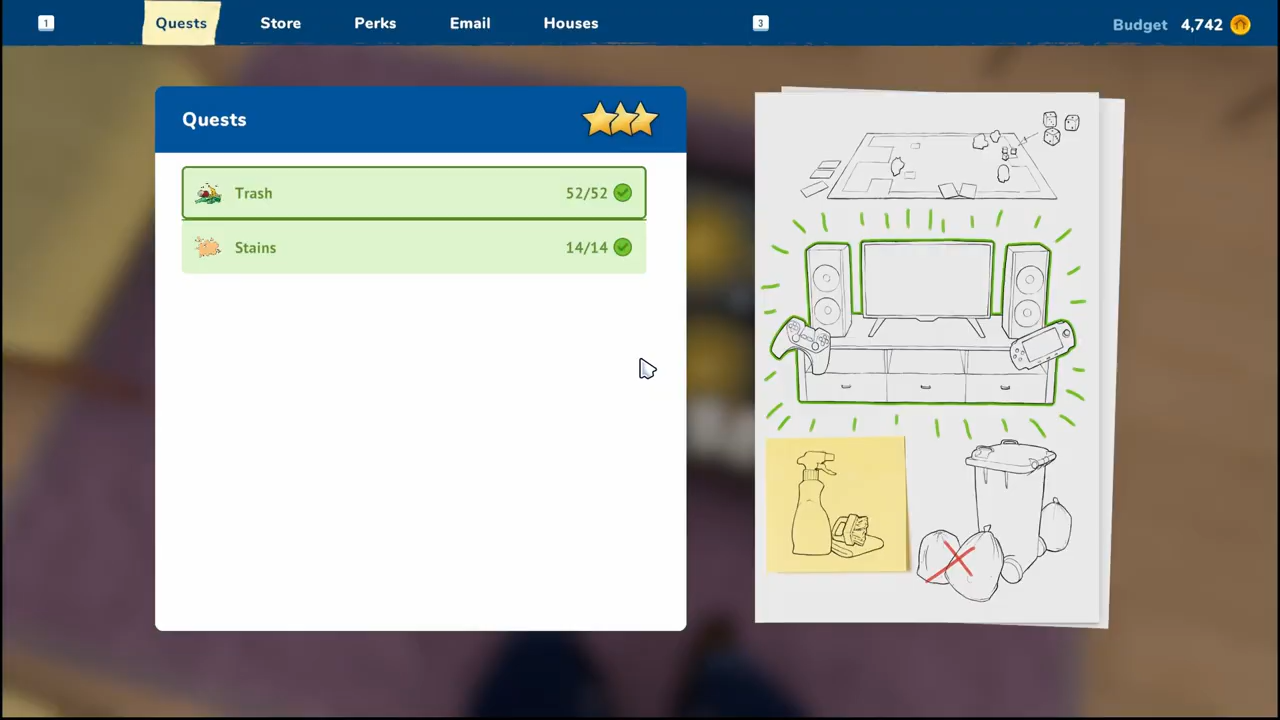 1 Quests Store Perks Email Houses 3 Budget 4,742
Quests
Trash 52/52
Stains 14/14